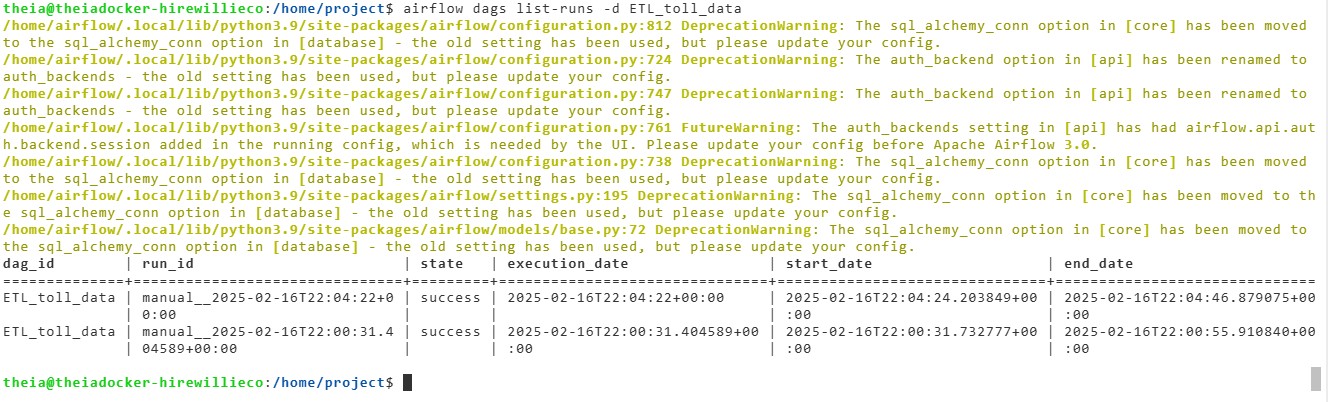 theia@theiadocker-hirewillieco:/home/project$ airflow dags list-runs -d ETL_toll_data
/home/airflow/.local/lib/python3.9/site-packages/airflow/configuration.py:812 DeprecationWarning: The sql_alchemy_conn option in [core] has been moved
to the sql_alchemy_conn option in [database] - the old setting has been used, but please update your config.
/home/airflow/.local/lib/python3.9/site-packages/airflow/configuration.py:724 DeprecationWarning: The auth_backend option in [api] has been renamed to
auth_backends - the old setting has been used, but please update your config.
/home/airflow/.local/lib/python3.9/site-packages/airflow/configuration.py:747 DeprecationWarning: The auth_backend option in [api] has been renamed to
auth_backends - the old setting has been used, but please update your config.
/home/airflow/.local/lib/python3.9/site-packages/airflow/configuration.py:761 FutureWarning: The auth_backends setting in [api] has had airflow.api.aut
h.backend.session added in the running config, which is needed by the UI. Please update your config before Apache Airflow 3.0.
/home/airflow/.local/lib/python3.9/site-packages/airflow/configuration.py:738 DeprecationWarning: The sql_alchemy_conn option in [core] has been moved
to the sql_alchemy_conn option in [database] - the old setting has been used, but please update your config.
/home/airflow/.local/lib/python3.9/site-packages/airflow/settings.py:195 DeprecationWarning: The sql_alchemy_conn option in [core] has been moved to th
e sql_alchemy_conn option in [database] - the old setting has been used, but please update your config.
/home/airflow/.local/lib/python3.9/site-packages/airflow/models/base.py:72 DeprecationWarning: The sql_alchemy_conn option in [core] has been moved to
the sql_alchemy_conn option in [database] - the old setting has been used, but please update your config.
dag_id        | run_id                         | state   | execution_date                 | start_date                     | end_date
==============+================================+=========+================================+================================+==============================
ETL_toll_data | manual__2025-02-16T22:04:22+0  | success | 2025-02-16T22:04:22+00:00      | 2025-02-16T22:04:24.203849+00  | 2025-02-16T22:04:46.879075+00
              | 0:00                           |         |                                | :00                            | :00
ETL_toll_data | manual__2025-02-16T22:00:31.4  | success | 2025-02-16T22:00:31.404589+00  | 2025-02-16T22:00:31.732777+00  | 2025-02-16T22:00:55.910840+00
              | 04589+00:00                    |         | :00                            | :00                            | :00
theia@theiadocker-hirewillieco:/home/project$